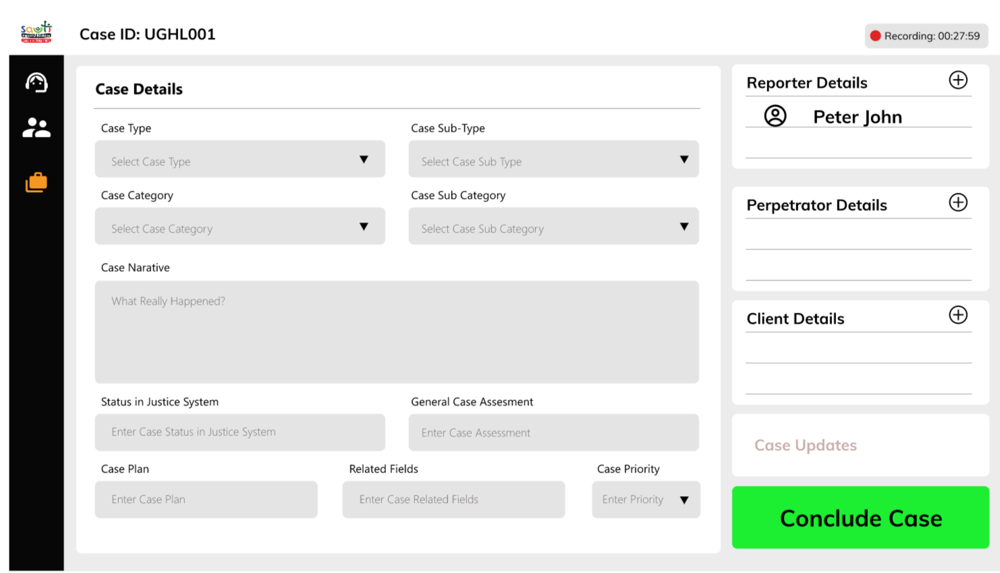 sauti
Case ID: UGHL001
Recording: 00:27:59
Case Details
Case Type
Case Sub-Type
Select Case Type
Select Case Sub Type
Case Category
Case Sub Category
Select Case Category
Select Case Sub Category
Case Narative
What Really Happened?
Status in Justice System
General Case Assesment
Enter Case Status in Justice System
Enter Case Assessment
Case Plan
Related Fields
Case Priority
Enter Case Plan
Enter Case Related Fields
Enter Priority
Reporter Details
Peter John
Perpetrator Details
Client Details
Case Updates
Conclude Case